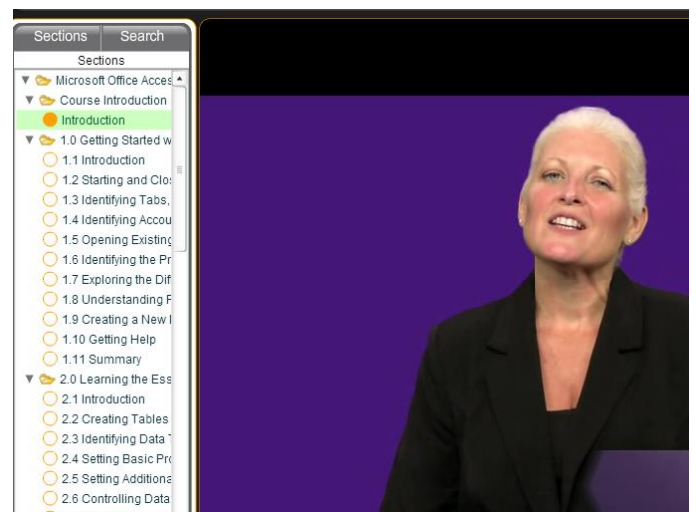 Sections Search
Sections
Microsoft Office Acces
Course Introduction
Introduction
1.0 Getting Started w
1.1 Introduction
1.2 Starting and Clo
1.3 Identifying Tabs,
1.4 Identifying Accou
1.5 Opening Existing
1.6 Identifying the Pr
1.7 Exploring the Dif
1.8 Understanding
1.9 Creating a New
1.10 Getting Help
1.11 Summary
2.0 Learning the Ess
2.1 Introduction
2.2 Creating Tables
2.3 Identifying Data
2.4 Setting Basic Pro
2.5 Setting Additiona
2.6 Controlling Data